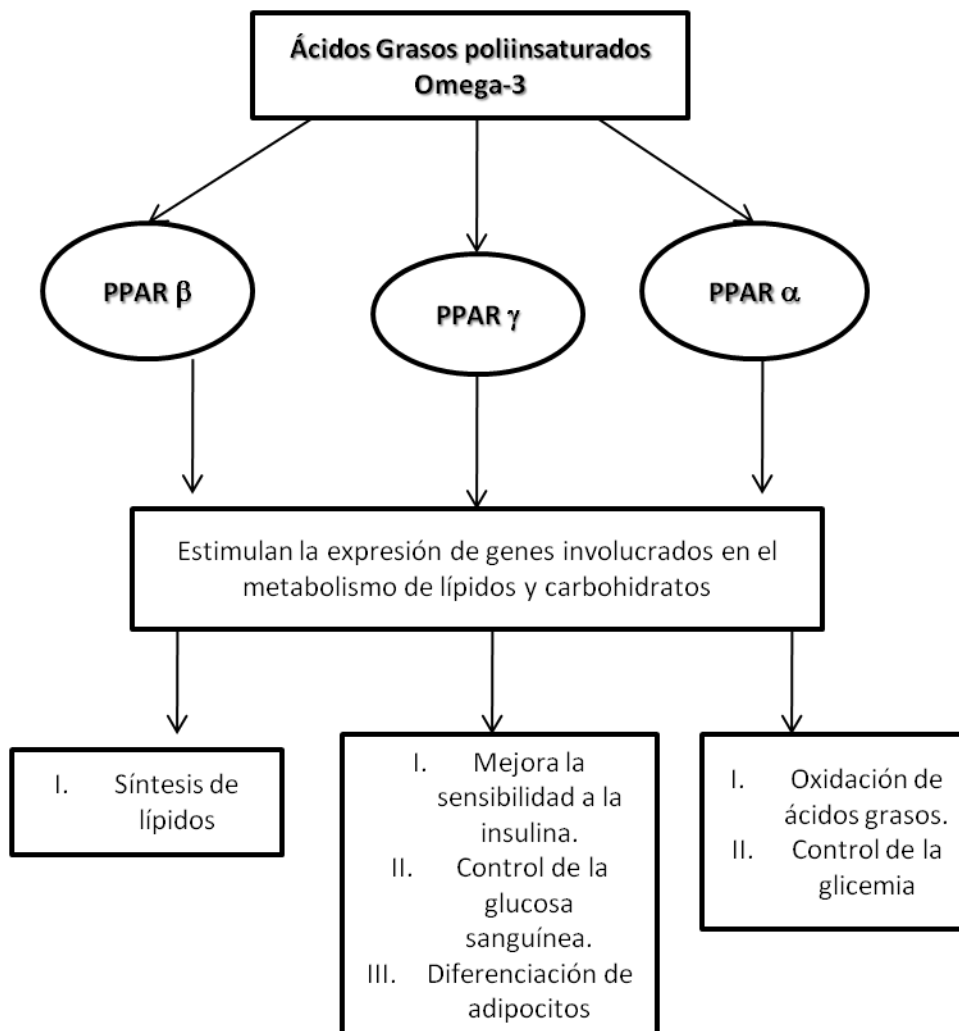 Ácidos Grasos poliinsaturados
Omega-3
PPAR β
PPAR γ
PPAR α
Estimulan la expresión de genes involucrados en el
metabolismo de lípidos y carbohidratos
I. Síntesis de
lípidos
I. Mejora la
sensibilidad a la
insulina.
II. Control de la
glucosa
sanguínea.
III. Diferenciación de
adipocitos
I. Oxidación de
ácidos grasos.
II. Control de la
glicemia